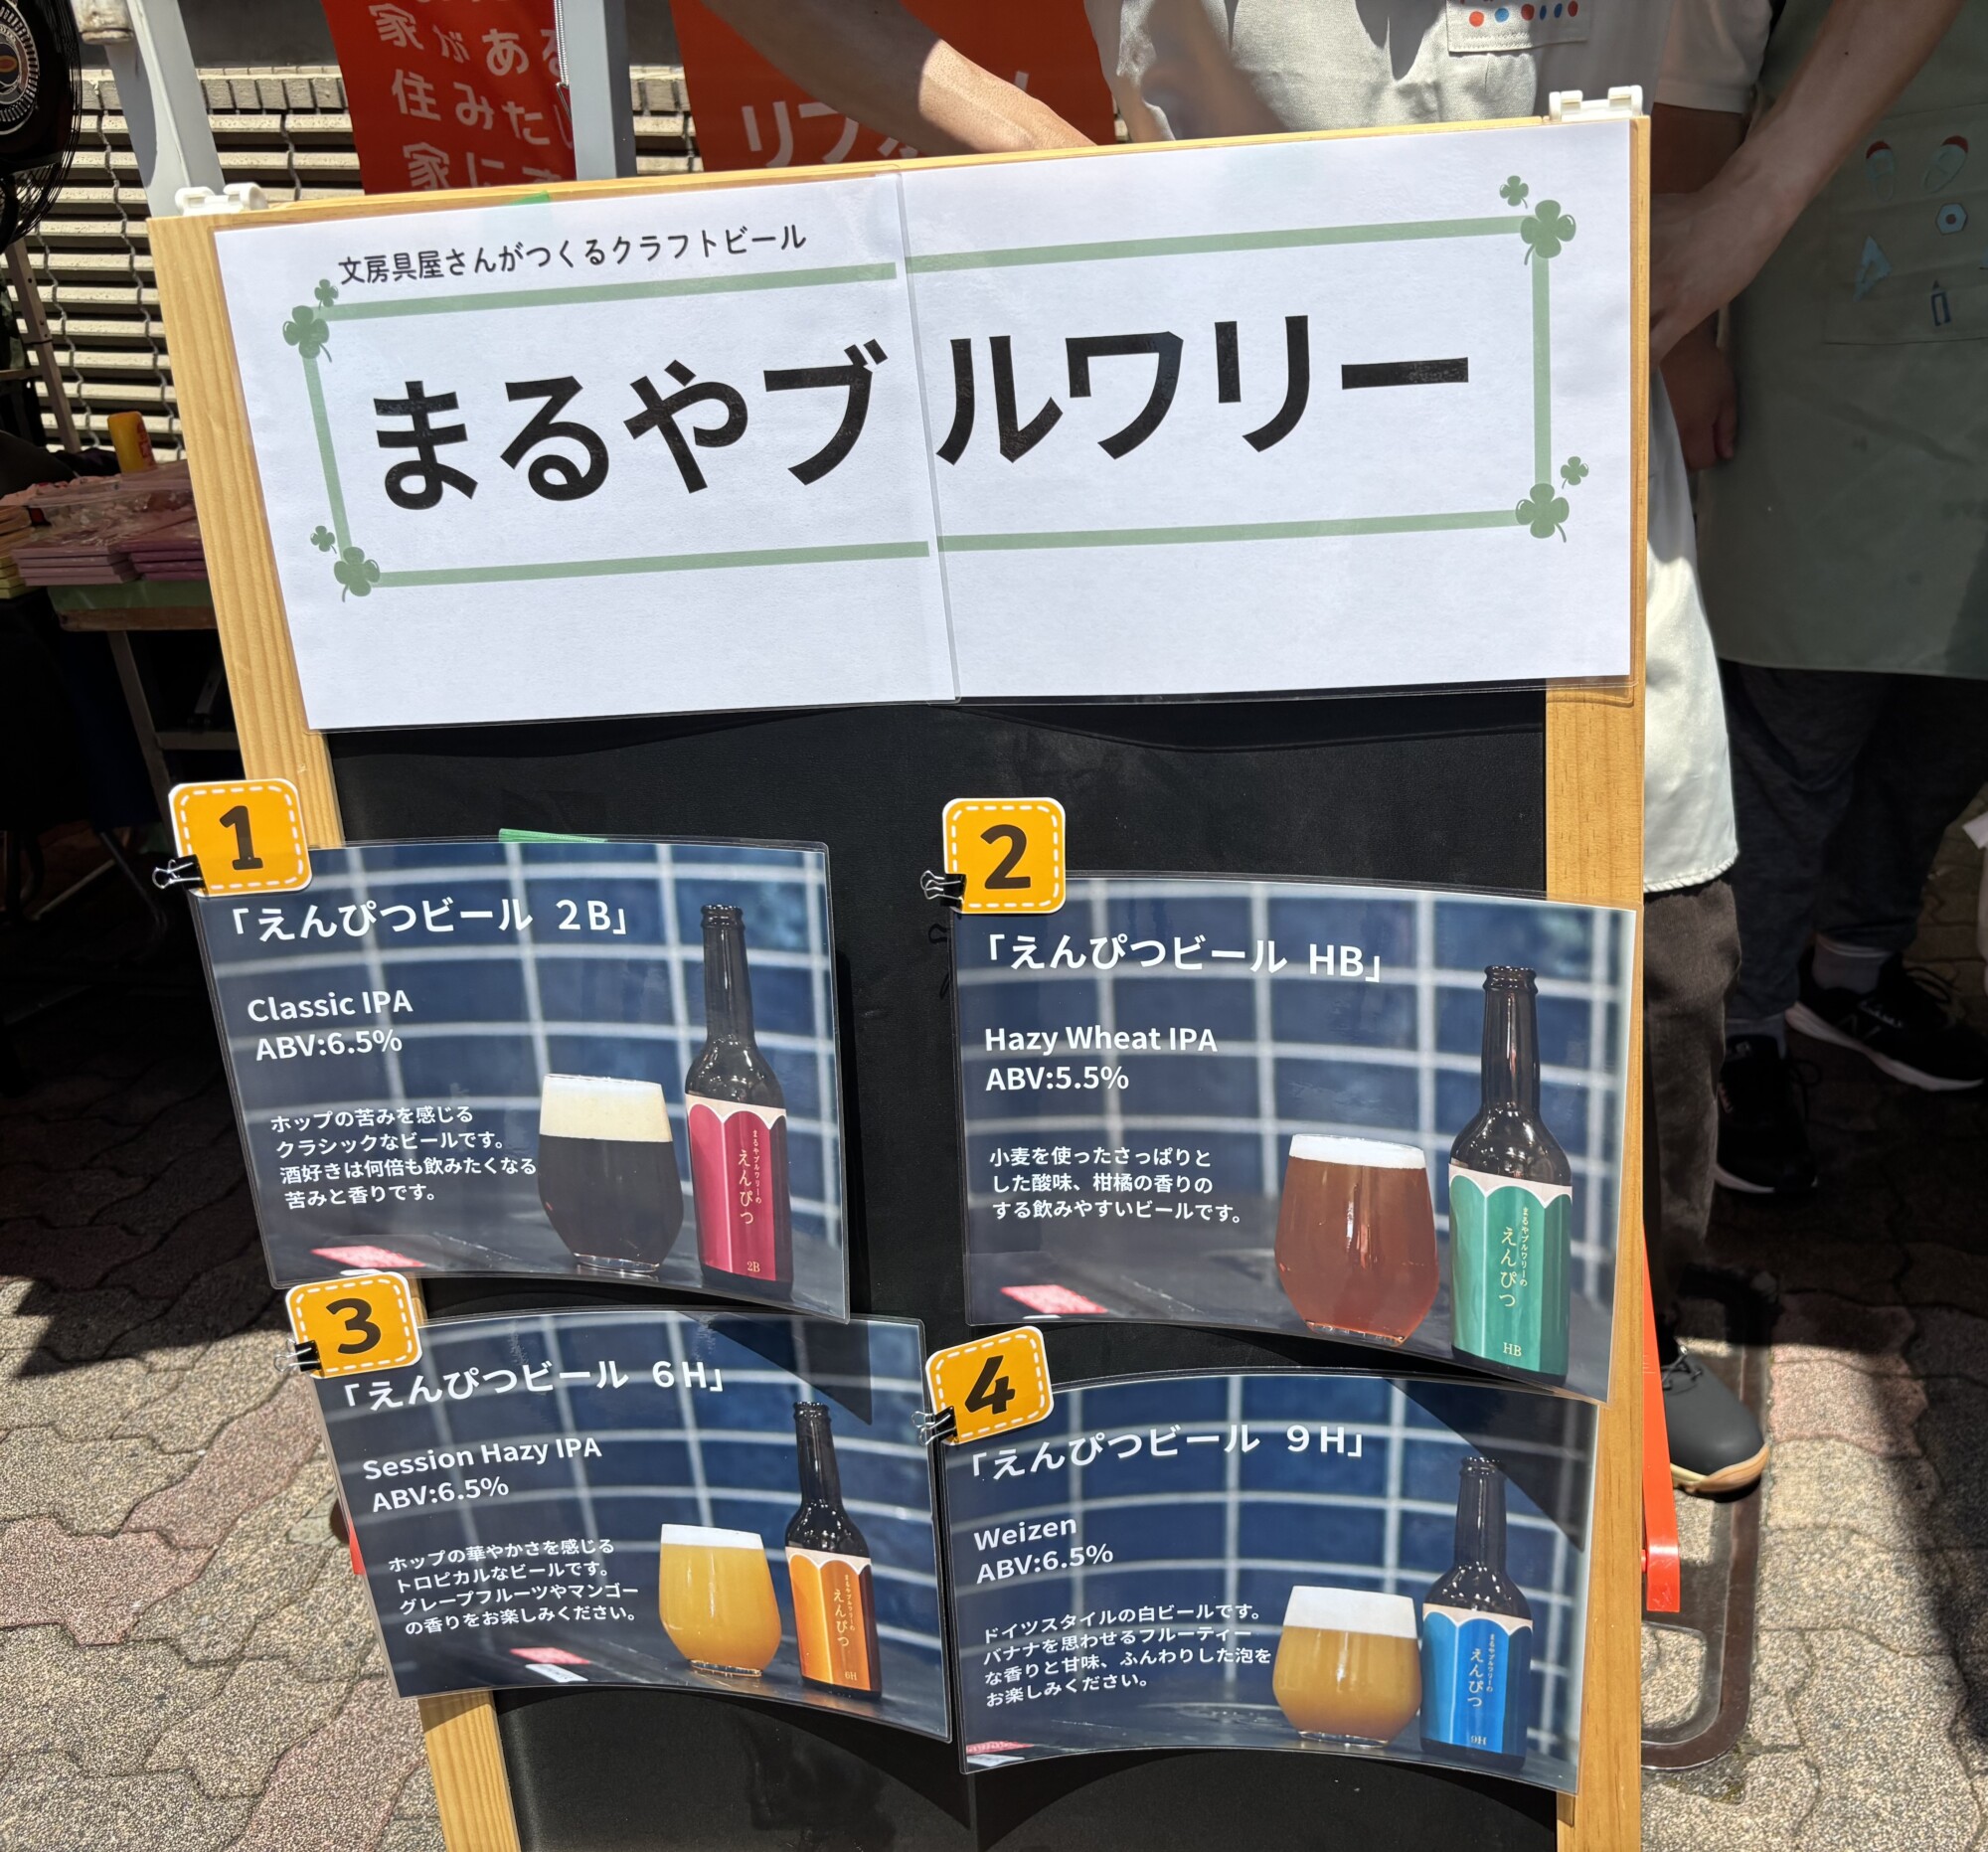 家がある
住みたい
家に
リフォ
文房具屋さんがつくるクラフトビール
まるやブルワリー
1
「えんぴつビール 2B」
Classic IPA
ABV:6.5%
ホップの苦みを感じる
クラシックなビールです。
酒好きは何倍も飲みたくなる
苦みと香りです。
まるやブルワリーの
えんぴつ
2B
2
「えんぴつビール HB」
Hazy Wheat IPA
ABV:5.5%
小麦を使ったさっぱりと
した酸味、柑橘の香りの
する飲みやすいビールです。
まるやブルワリーの
えんぴつ
HB
3
「えんぴつビール 6H」
Session Hazy IPA
ABV:6.5%
ホップの華やかさを感じる
トロピカルなビールです。
グレープフルーツやマンゴー
の香りをお楽しみください。
まるやブルワリーの
えんぴつ
6H
4
「えんぴつビール 9H」
Weizen
ABV:6.5%
ドイツスタイルの白ビールです。
バナナを思わせるフルーティー
な香りと甘味、ふんわりした泡を
お楽しみください。
まるやブルワリーの
えんぴつ
9H